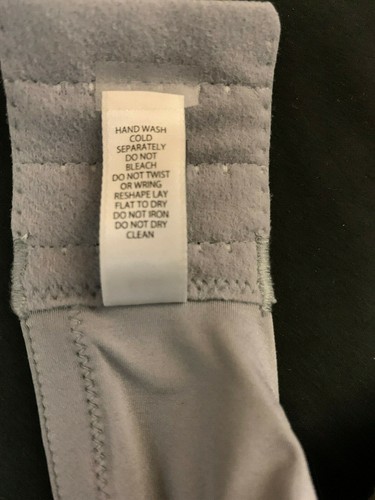 HAND WASH
COLD
SEPARATELY
DO NOT
BLEACH
DO NOT TWIST
OR WRING
RESHAPE LAY
FLAT TO DRY
DO NOT IRON
DO NOT DRY
CLEAN